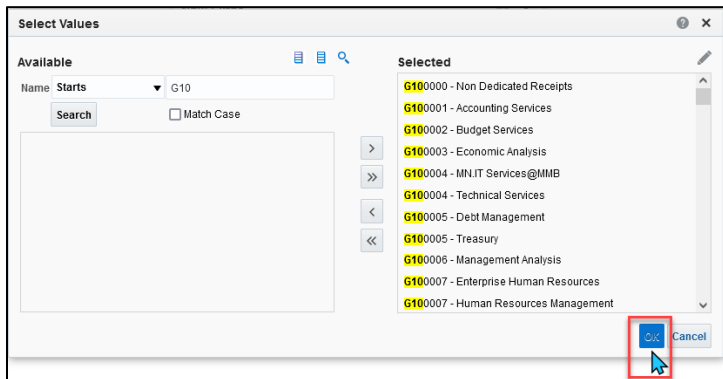 Select Values
Available
Name Starts G10
Search Match Case
Selected
G100000 - Non Dedicated Receipts
G100001 - Accounting Services
G100002 - Budget Services
G100003 - Economic Analysis
G100004 - MN.IT Services@MMB
G100004 - Technical Services
G100005 - Debt Management
G100005 - Treasury
G100006 - Management Analysis
G100007 - Enterprise Human Resources
G100007 - Human Resources Management
OK Cancel